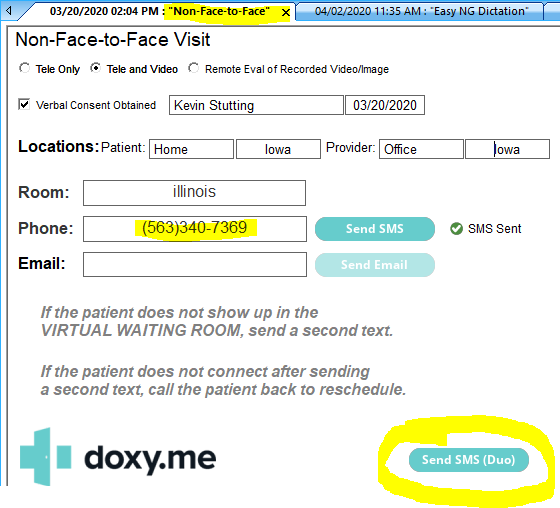 03/20/2020 02:04 PM : "Non-Face-to-Face" × 04/02/2020 11:35 AM : "Easy NG Dictation"
Non-Face-to-Face Visit
Tele Only Tele and Video Remote Eval of Recorded Video/Image
Verbal Consent Obtained Kevin Stutting 03/20/2020
Locations: Patient: Home Iowa Provider: Office Iowa
Room: illinois
Phone: (563)340-7369 Send SMS SMS Sent
Email: Send Email
If the patient does not show up in the
VIRTUAL WAITING ROOM, send a second text.
If the patient does not connect after sending
a second text, call the patient back to reschedule.
doxy.me Send SMS (Duo)